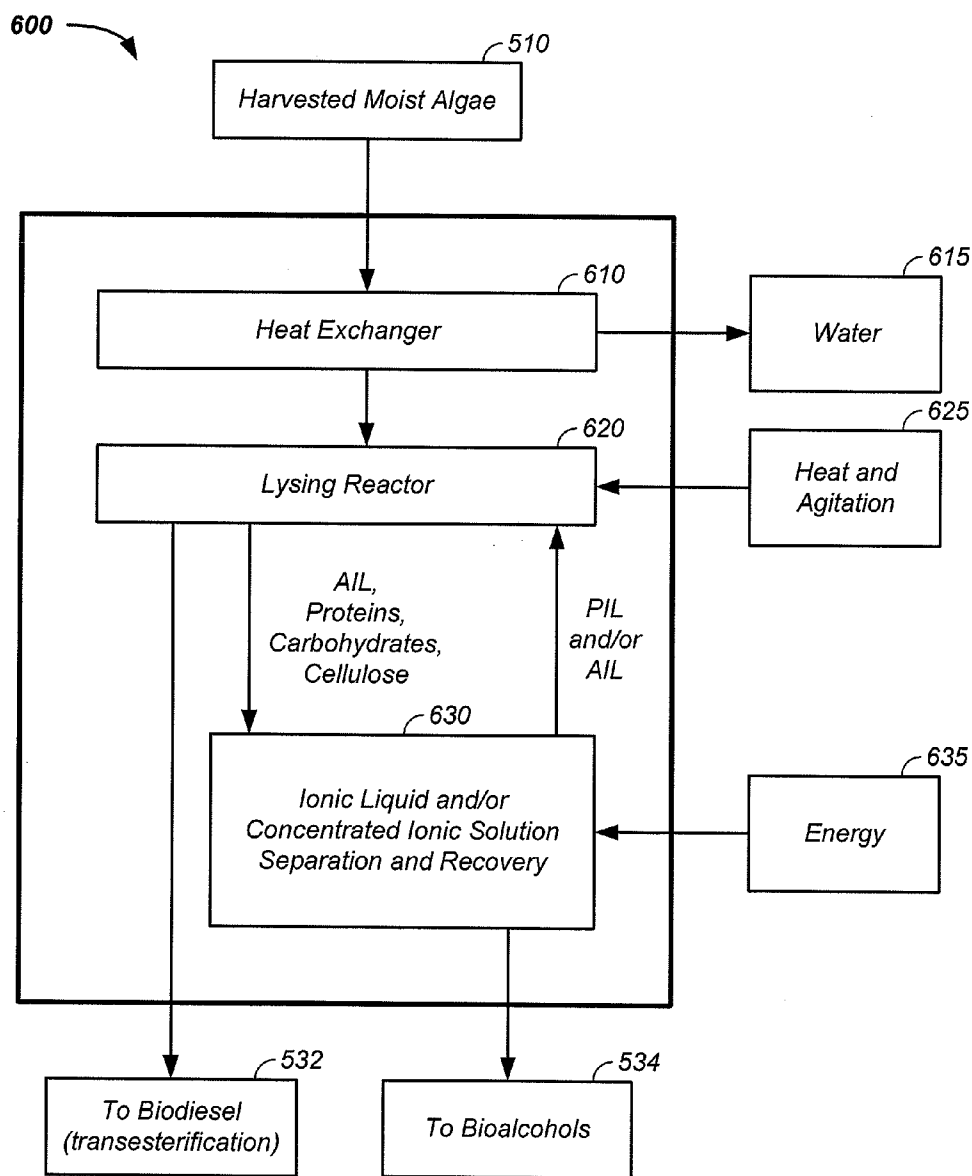 600
510
Harvested Moist Algae
610
Heat Exchanger
615
Water
620
Lysing Reactor
625
Heat and
Agitation
AIL,
Proteins,
Carbohydrates,
Cellulose
PIL
and/or
AIL
630
Ionic Liquid and/or
Concentrated Ionic Solution
Separation and Recovery
635
Energy
532
To Biodiesel
(transesterification)
534
To Bioalcohols